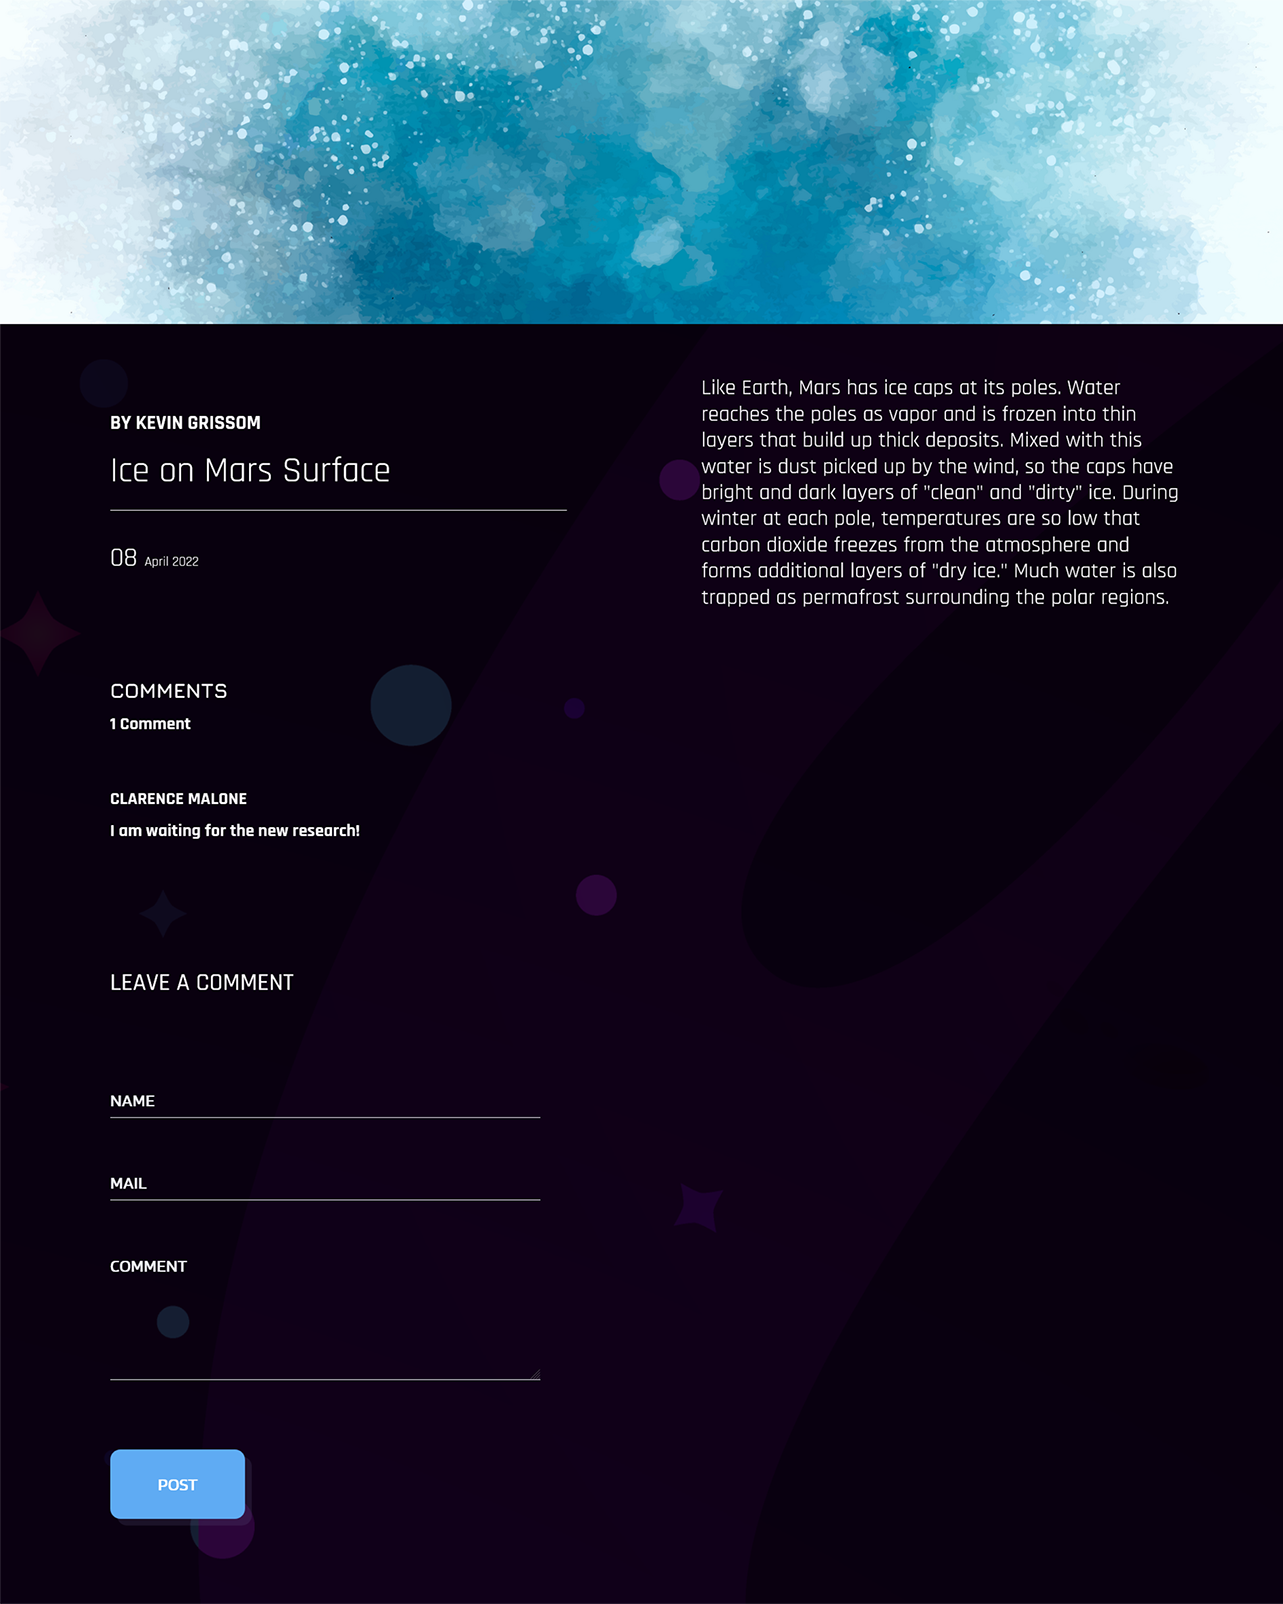 BY KEVIN GRISSOM
Ice on Mars Surface
08 April 2022
Like Earth, Mars has ice caps at its poles. Water
reaches the poles as vapor and is frozen into thin
layers that build up thick deposits. Mixed with this
water is dust picked up by the wind, so the caps have
bright and dark layers of "clean" and "dirty" ice. During
winter at each pole, temperatures are so low that
carbon dioxide freezes from the atmosphere and
forms additional layers of "dry ice." Much water is also
trapped as permafrost surrounding the polar regions.
COMMENTS
1 Comment
CLARENCE MALONE
I am waiting for the new research!
LEAVE A COMMENT
NAME
MAIL
COMMENT
POST